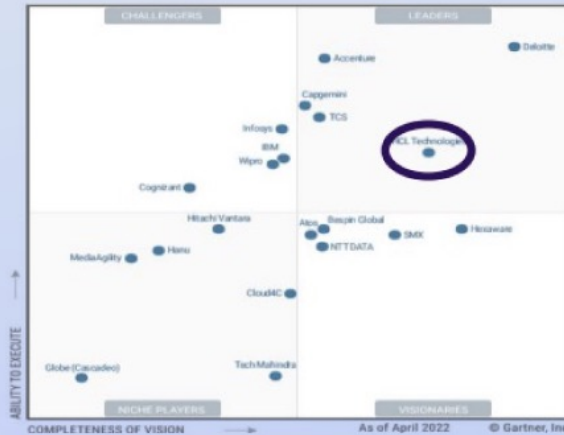 CHALLENGERS
LEADERS
Deloitte
Accenture
Capgemini
TCS
Infosys
HCL Technologies
IBM
Wipro
Cognizant
Hitachi Vantara
Atos
Bespin Global
SMX
Hexaware
NTT DATA
Honu
MediaAgility
Cloud4C
Globe (Cascadeo)
Tech Mahindra
NICHE PLAYERS
VISIONARIES
ABILITY TO EXECUTE
COMPLETENESS OF VISION
As of April 2022
© Gartner, Inc